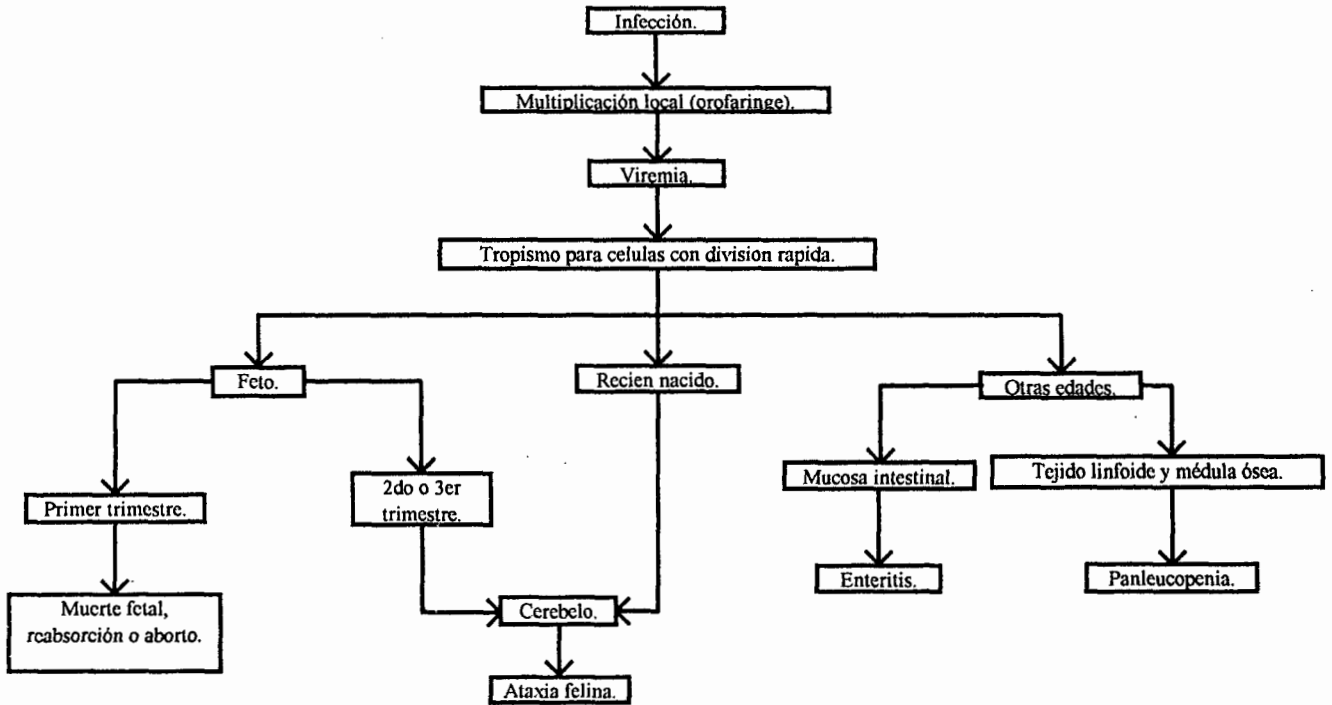 Infección.
Multiplicación local (orofaringe).
Viremia.
Tropismo para celulas con division rapida.
Feto.
Recien nacido.
Otras edades.
Primer trimestre.
2do o 3er
trimestre.
Mucosa intestinal.
Tejido linfoide y médula ósea.
Muerte fetal,
reabsorción o aborto.
Cerebelo.
Enteritis.
Panleucopenia.
Ataxia felina.